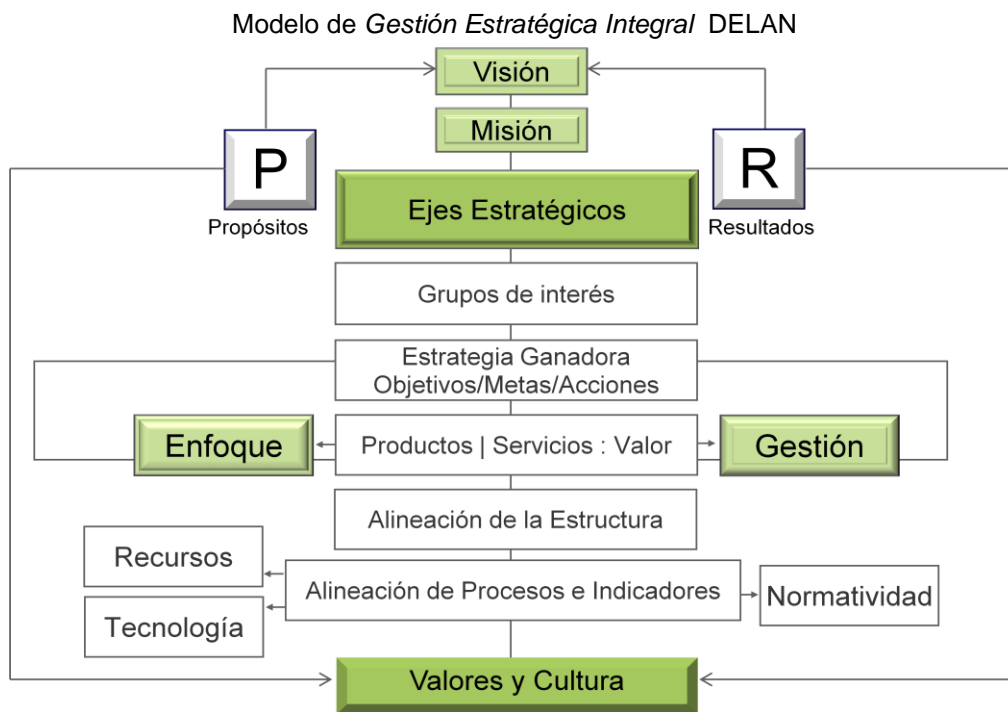 Modelo de Gestión Estratégica Integral DELAN
Visión
Misión
P
Propósitos
R
Resultados
Ejes Estratégicos
Grupos de interés
Estrategia Ganadora
Objetivos/Metas/Acciones
Enfoque
Productos | Servicios : Valor
Gestión
Alineación de la Estructura
Recursos
Alineación de Procesos e Indicadores
Normatividad
Tecnología
Valores y Cultura